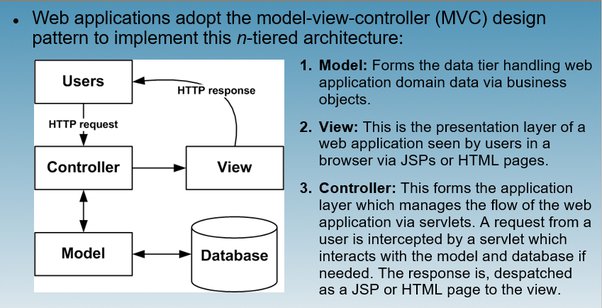 • Web applications adopt the model-view-controller (MVC) design
pattern to implement this n-tiered architecture:
Users
HTTP response
HTTP request
Controller
View
Model
Database
1. Model: Forms the data tier handling web
application domain data via business
objects.
2. View: This is the presentation layer of a
web application seen by users in a
browser via JSPs or HTML pages.
3. Controller: This forms the application
layer which manages the flow of the web
application via servlets. A request from a
user is intercepted by a servlet which
interacts with the model and database if
needed. The response is, despatched
as a JSP or HTML page to the view.